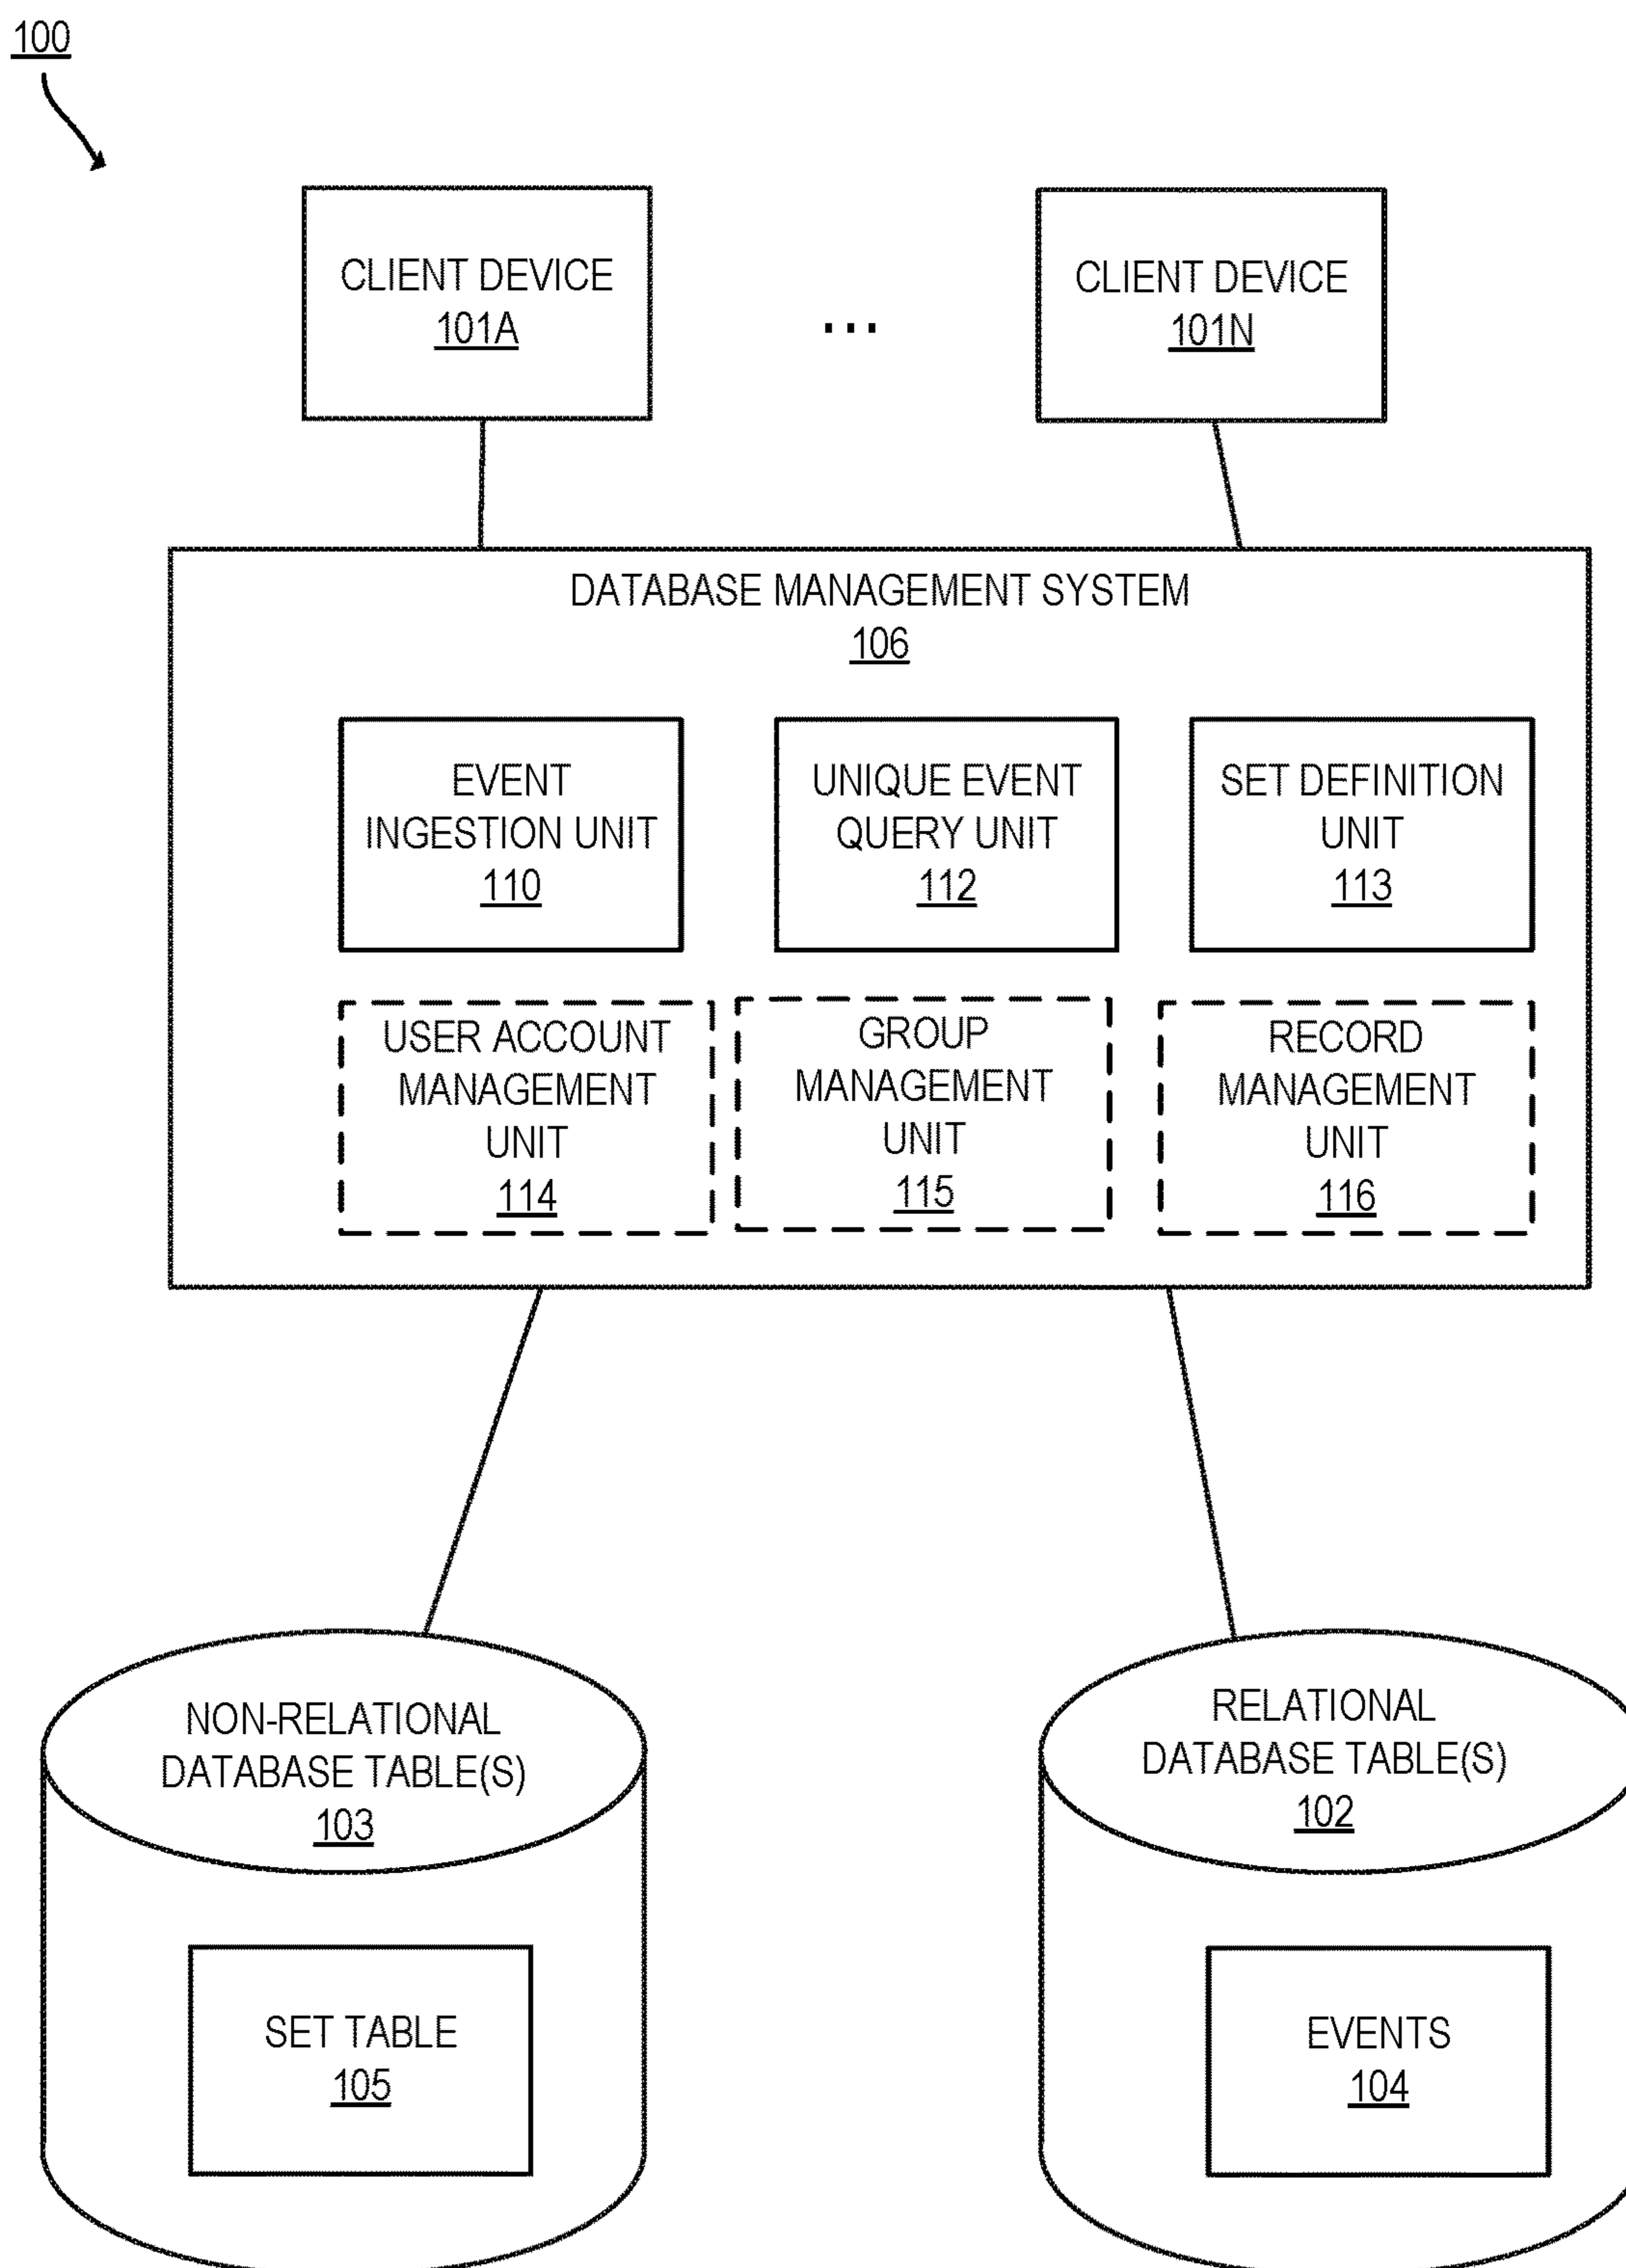 100
CLIENT DEVICE
101A
...
CLIENT DEVICE
101N
DATABASE MANAGEMENT SYSTEM
106
EVENT
INGESTION UNIT
110
UNIQUE EVENT
QUERY UNIT
112
SET DEFINITION
UNIT
113
USER ACCOUNT
MANAGEMENT
UNIT
114
GROUP
MANAGEMENT
UNIT
115
RECORD
MANAGEMENT
UNIT
116
NON-RELATIONAL
DATABASE TABLE(S)
103
RELATIONAL
DATABASE TABLE(S)
102
SET TABLE
105
EVENTS
104